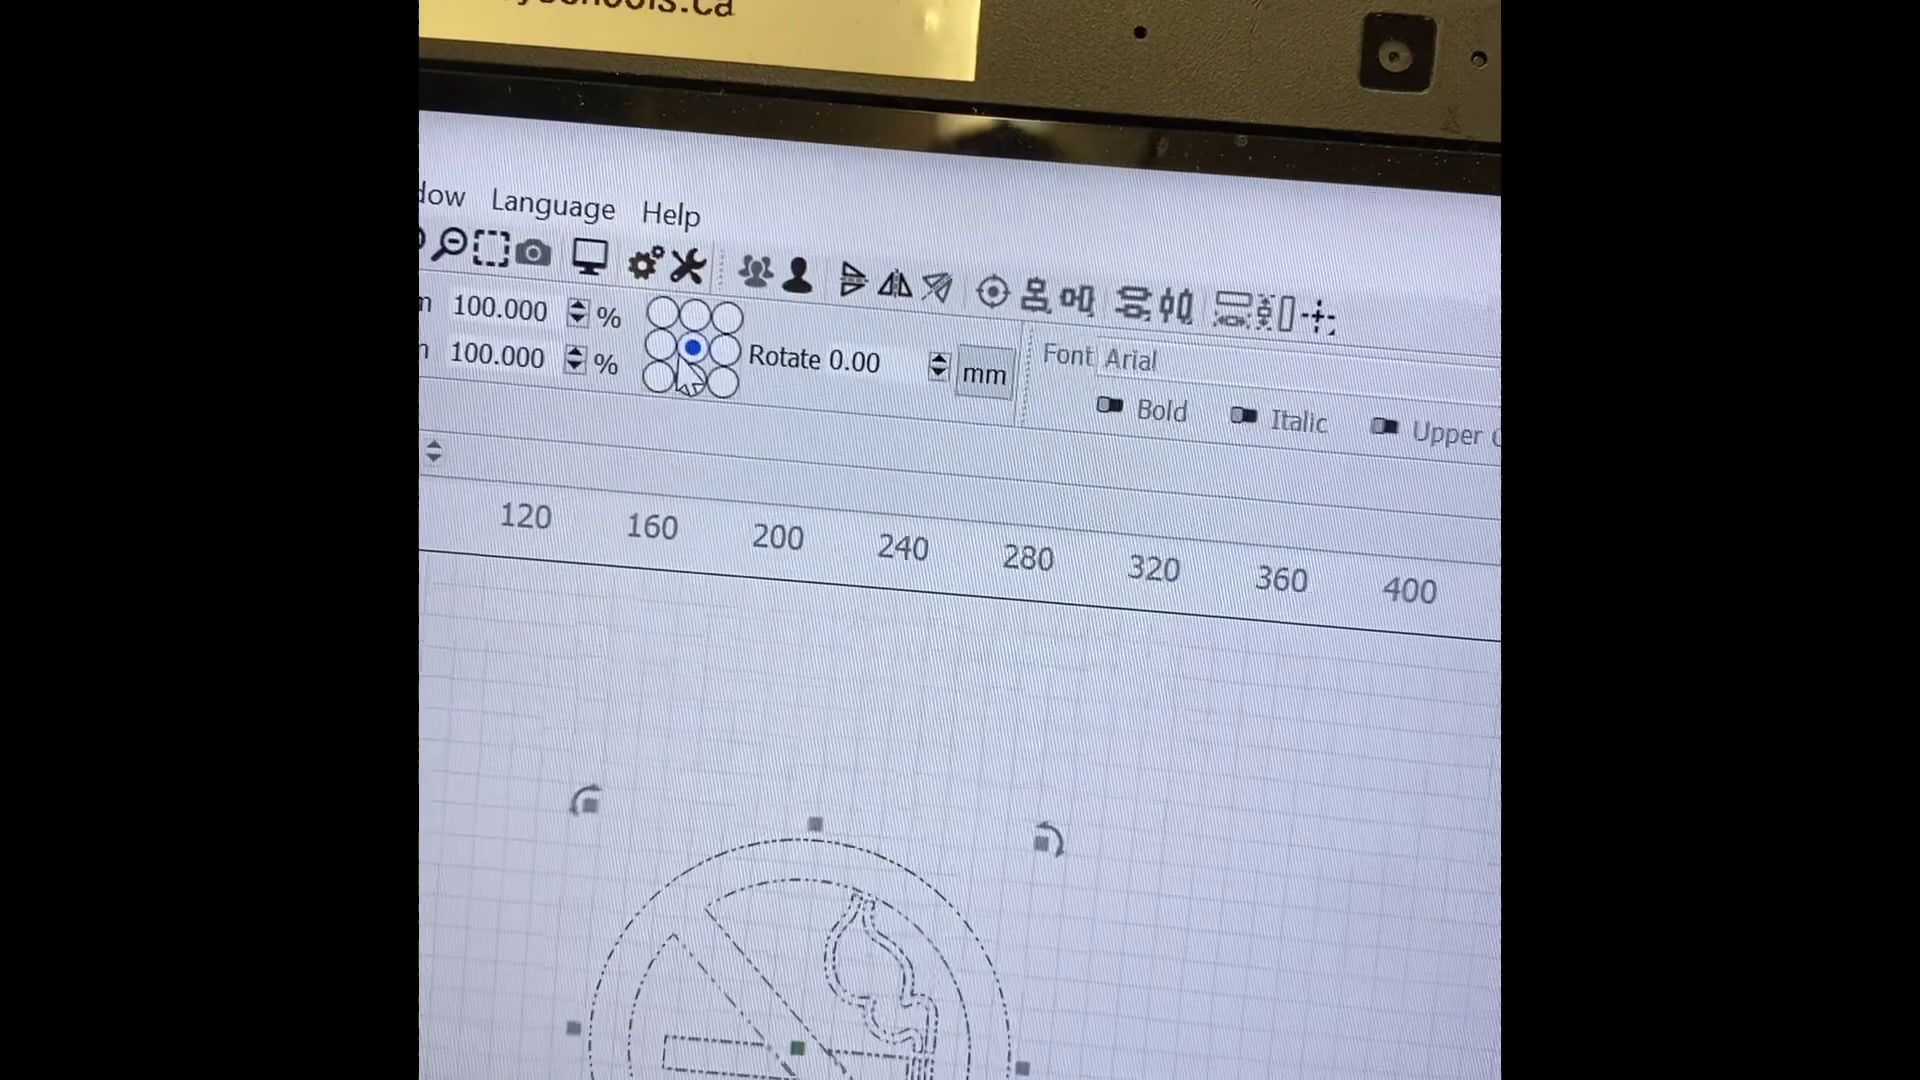 dow Language Help
100.000 %
100.000 %
Rotate 0.00 mm
Font Arial
Bold Italic Upper
120 160 200 240 280 320 360 400